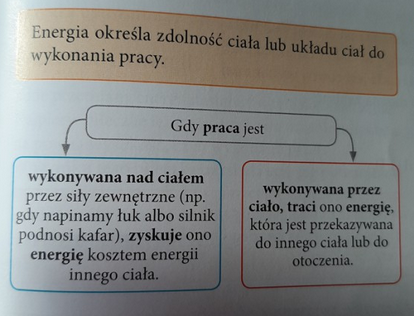 Energia określa zdolność ciała lub układu ciał do
wykonania pracy.
Gdy praca jest
wykonywana nad ciałem
przez siły zewnętrzne (np.
gdy napinamy łuk albo silnik
podnosi kafar), zyskuje ono
energię kosztem energii
innego ciała.
wykonywana przez
ciało, traci ono energię,
która jest przekazywana
do innego ciała lub do
otoczenia.